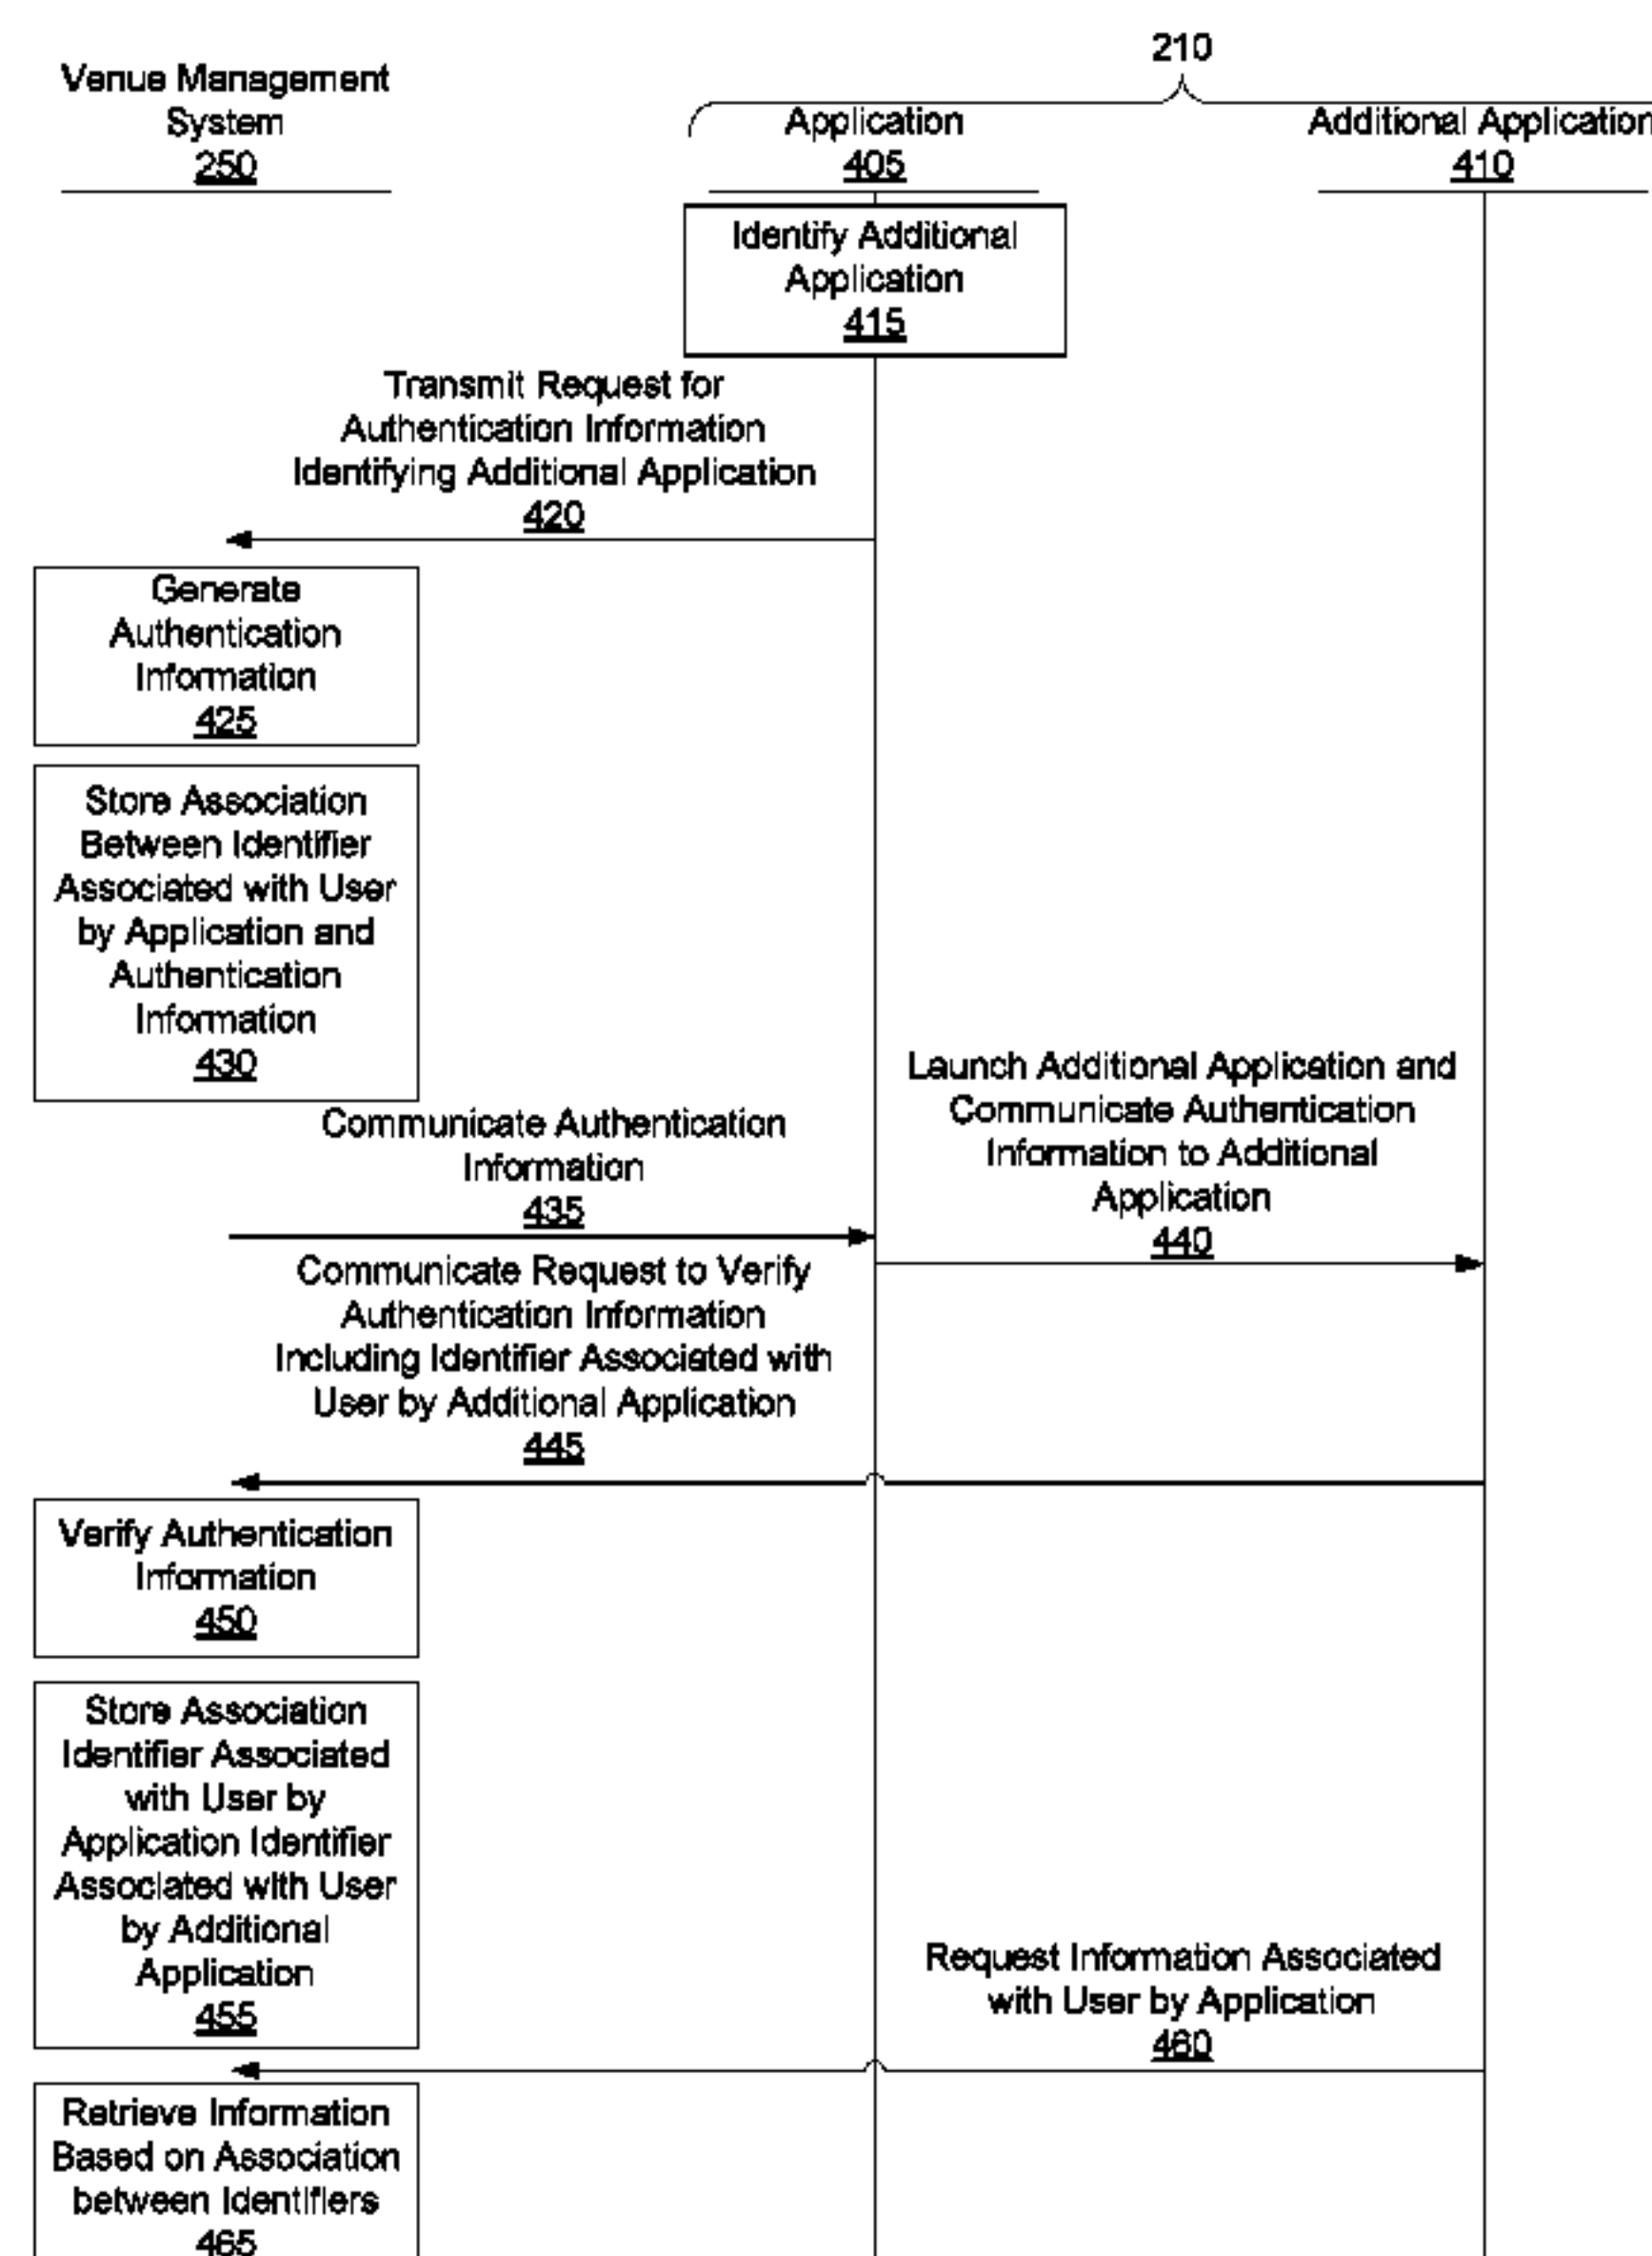 210
Venue Management
System
250
Application
405
Additional Application
410
Identify Additional
Application
415
Transmit Request for
Authentication Information
Identifying Additional Application
420
Generate
Authentication
Information
425
Store Association
Between Identifier
Associated with User
by Application and
Authentication
Information
430
Communicate Authentication
Information
435
Launch Additional Application and
Communicate Authentication
Information to Additional
Application
440
Communicate Request to Verify
Authentication Information
Including Identifier Associated with
User by Additional Application
445
Verify Authentication
Information
450
Store Association
Identifier Associated
with User by
Application Identifier
Associated with User
by Additional
Application
455
Request Information Associated
with User by Application
460
Retrieve Information
Based on Association
between Identifiers
465